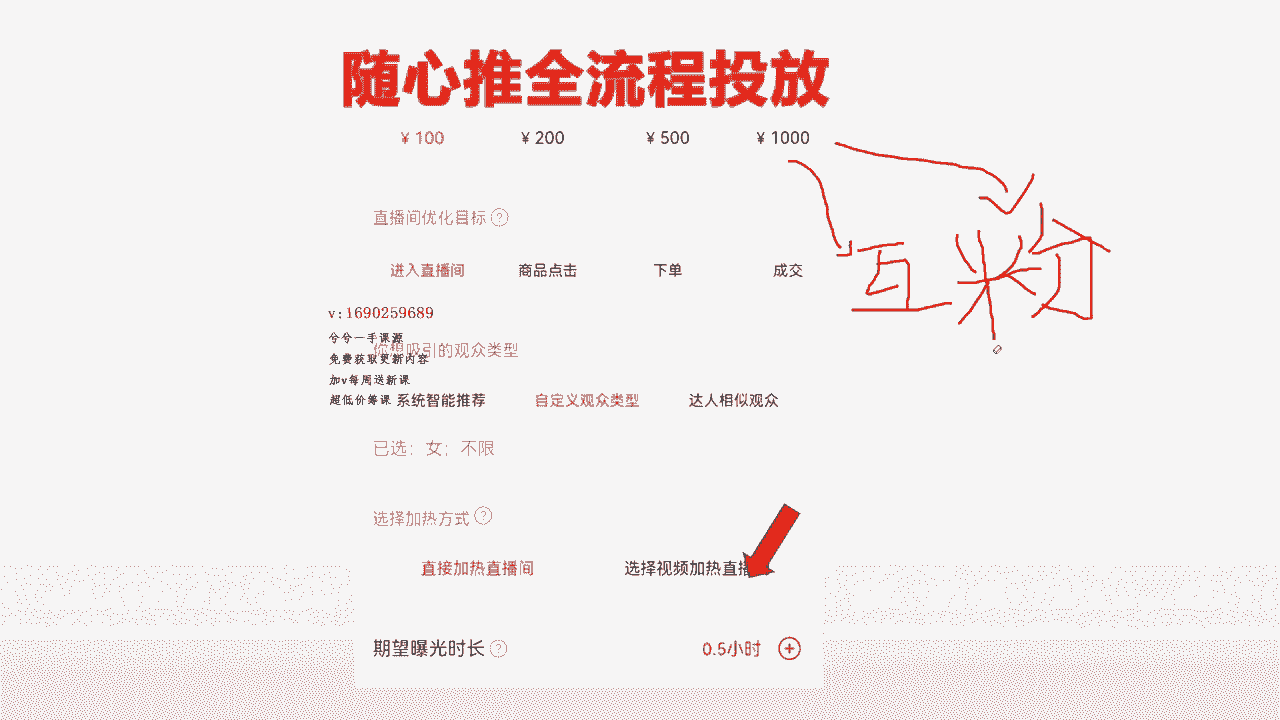 随心推全流程投放
¥ 100 ¥ 200 ¥ 500 ¥ 1000
直播间优化目标 ?
进入直播间 商品点击 下单 成交
互粉
v:1690259689
兮兮一手课源
你想吸引的观众类型
免费获取更新内容
加v每周送新课
超低价筹课 系统智能推荐 自定义观众类型 达人相似观众
已选：女；不限
选择加热方式 ?
直接加热直播间 选择视频加热直播
期望曝光时长 ? 0.5小时 +